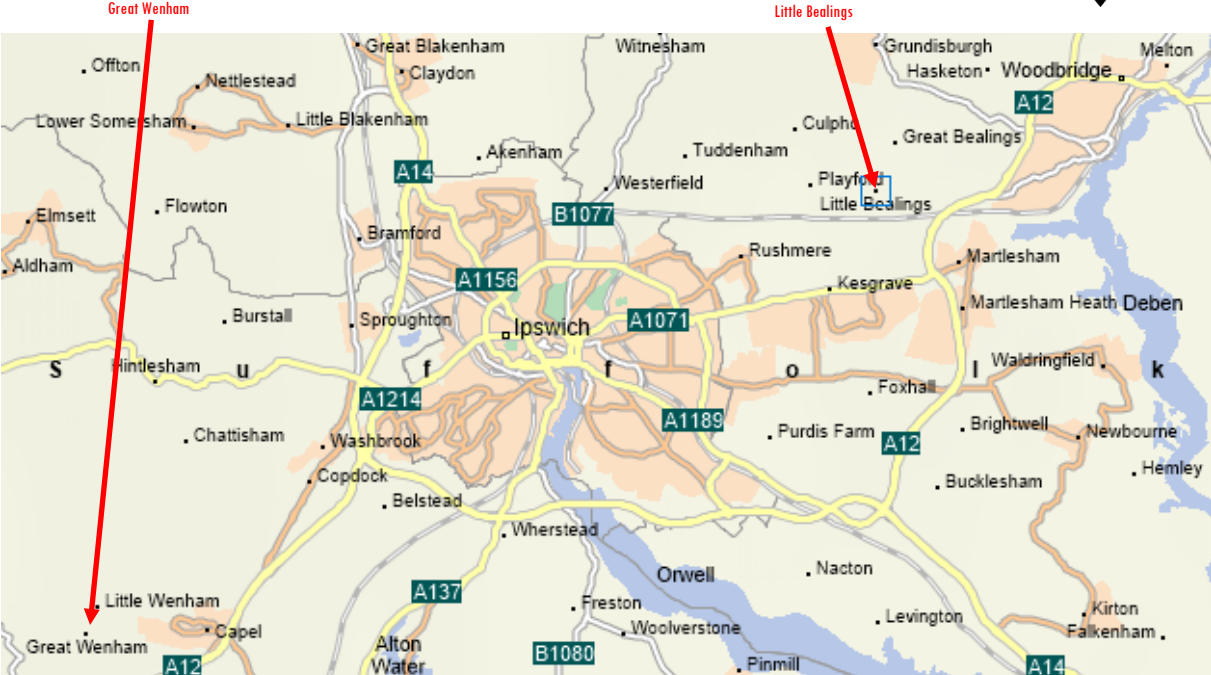 Great Wenham
Little Bealings
Great Blakenham
Witnesham
Grundisburgh
Melton
Offton
Claydon
Hasketon
Woodbridge
Nettlestead
A12
Lower Somersham
Little Blakenham
Culpho
Great Bealings
Akenham
Tuddenham
A14
Westerfield
Playford
Elmsett
Flowton
B1077
Little Bealings
Bramford
Rushmere
Martlesham
Aldham
A1156
Kesgrave
Burstall
Sproughton
Ipswich
A1071
Martlesham Heath
Deben
Hintlesham
Waldringfield
S u f f o l k
Foxhall
A1214
Chattisham
Washbrook
A1189
Purdis Farm
A12
Brightwell
Newbourne
Copdock
Hemley
Belstead
Bucklesham
Wherstead
Orwell
Nacton
A137
Little Wenham
Freston
Kirton
Great Wenham
Capel
Alton
Water
Woolverstone
Levington
Falkenham
A12
B1080
Pinmill
A14